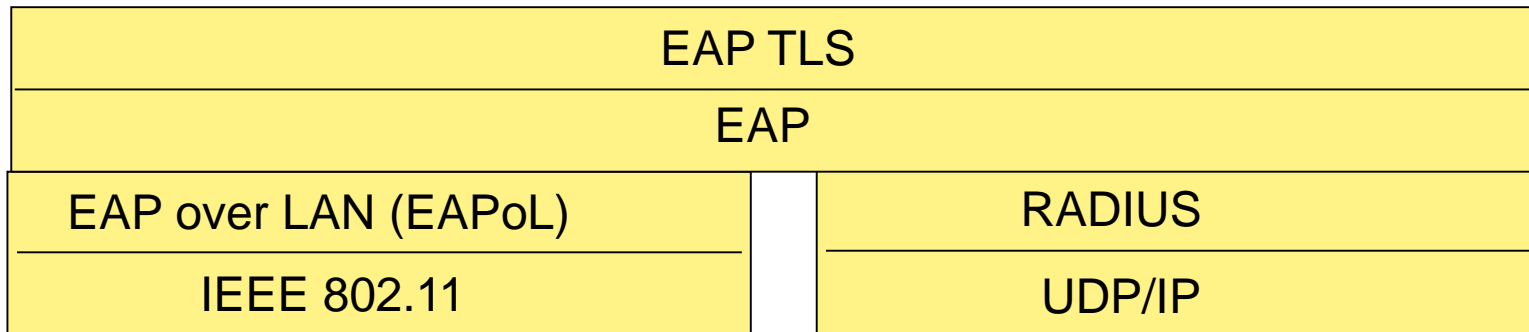 EAP TLS
EAP
EAP over LAN (EAPoL)
RADIUS
IEEE 802.11
UDP/IP